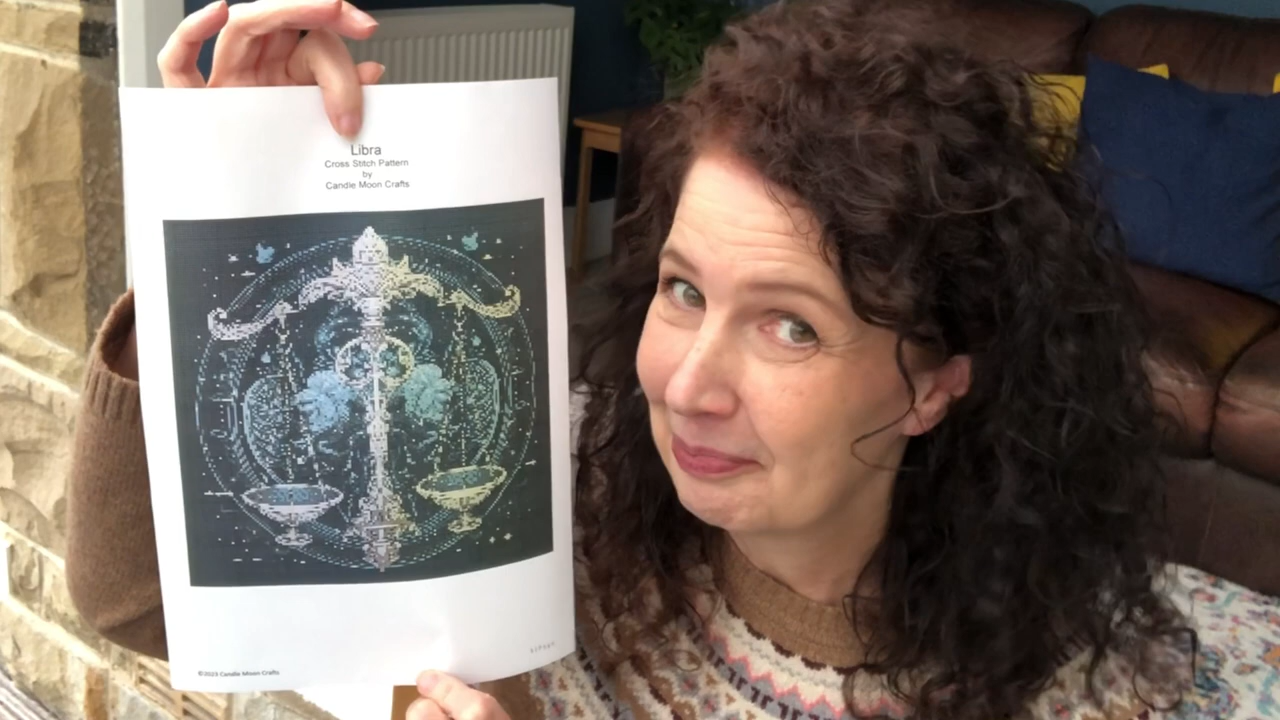 Libra
Cross Stitch Pattern
by
Candle Moon Crafts
©2023 Candle Moon Crafts